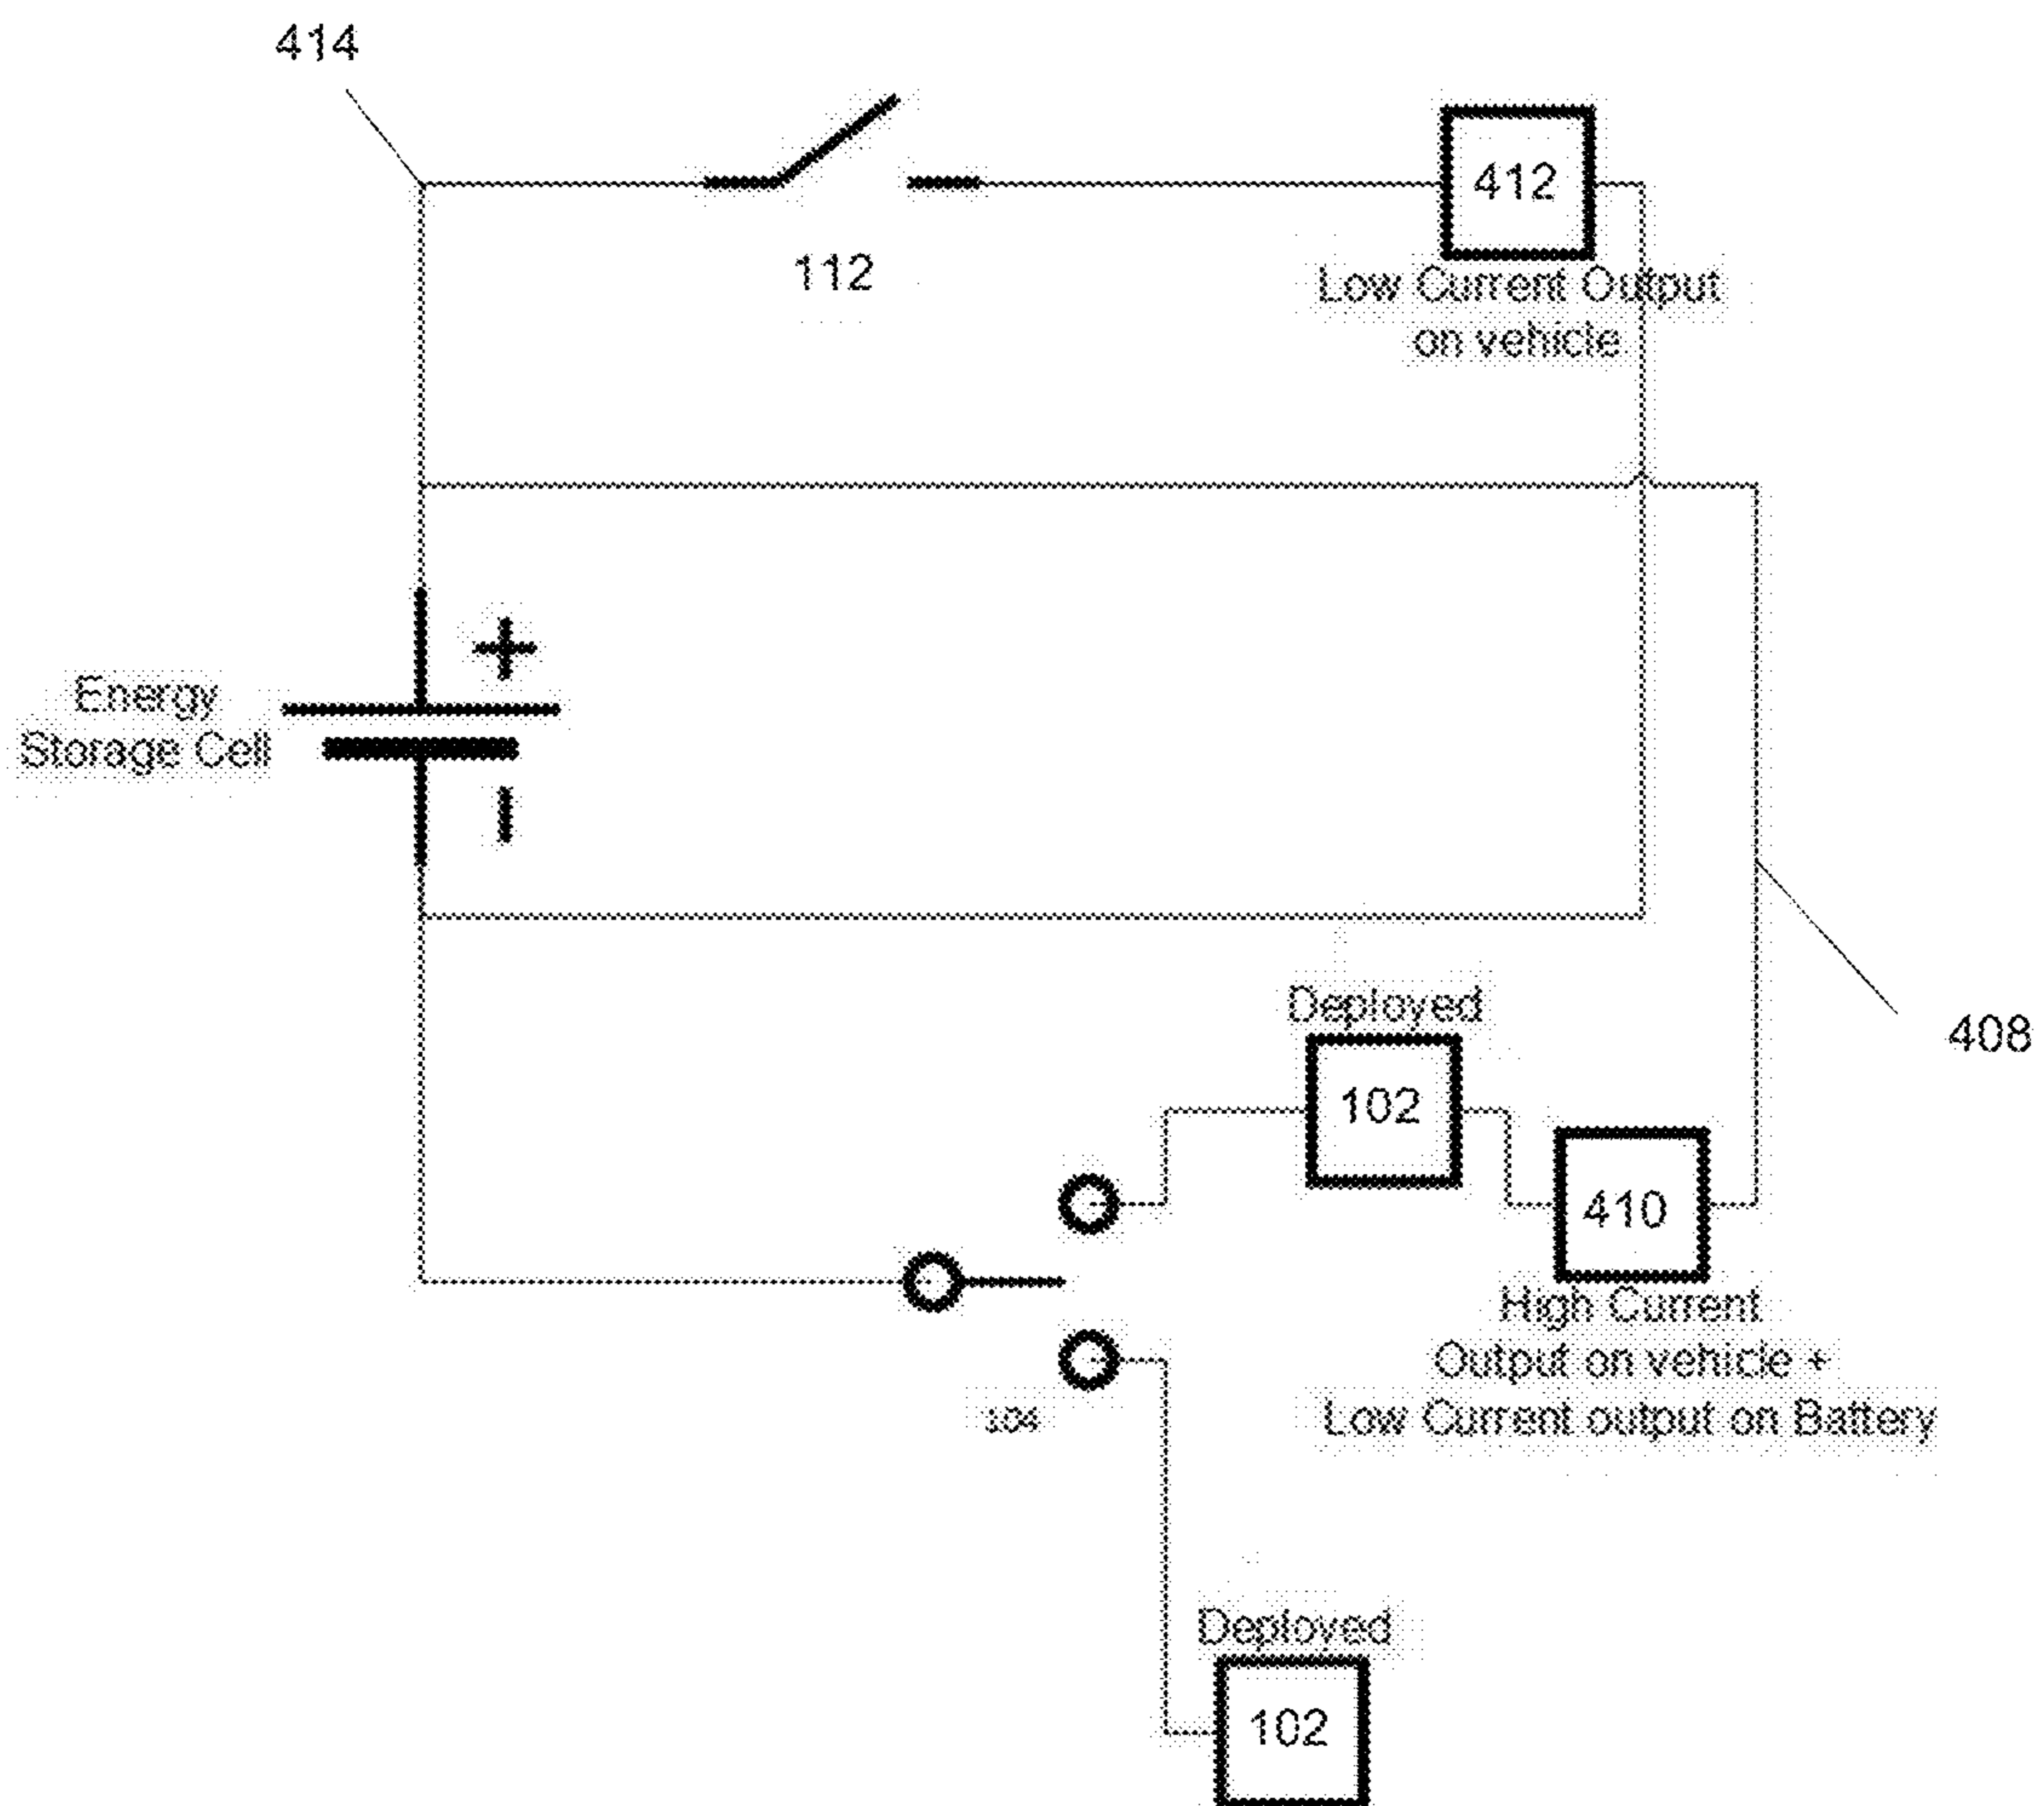 414
412
112
Low Current Output
on vehicle
+
Energy
Storage Cell
Deployed
408
102
410
High Current
Output on vehicle +
Low Current output on Battery
104
Deployed
102